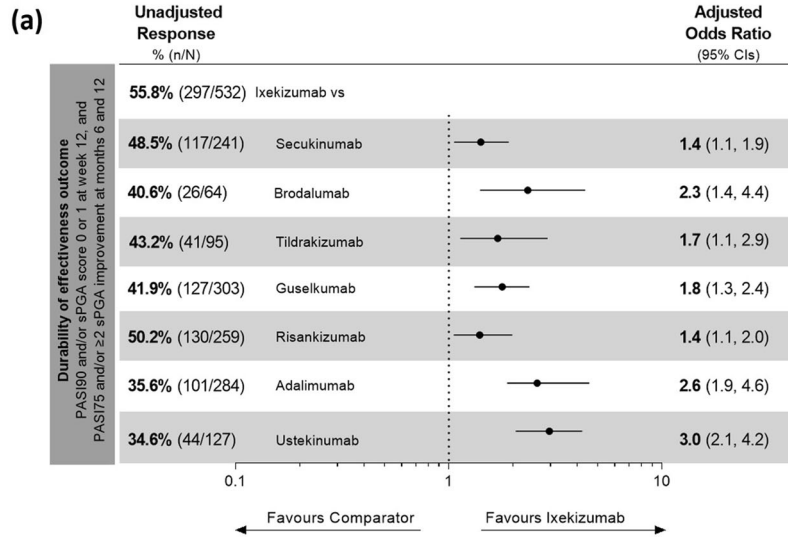 (a)
Unadjusted
Response
% (n/N)
Adjusted
Odds Ratio
(95% CIs)
Durability of effectiveness outcome
PASI90 and/or sPGA score 0 or 1 at week 12, and
PASI75 and/or ≥2 sPGA improvement at months 6 and 12
55.8% (297/532) Ixekizumab vs
48.5% (117/241) Secukinumab 1.4 (1.1, 1.9)
40.6% (26/64) Brodalumab 2.3 (1.4, 4.4)
43.2% (41/95) Tildrakizumab 1.7 (1.1, 2.9)
41.9% (127/303) Guselkumab 1.8 (1.3, 2.4)
50.2% (130/259) Risankizumab 1.4 (1.1, 2.0)
35.6% (101/284) Adalimumab 2.6 (1.9, 4.6)
34.6% (44/127) Ustekinumab 3.0 (2.1, 4.2)
0.1 1 10
Favours Comparator Favours Ixekizumab